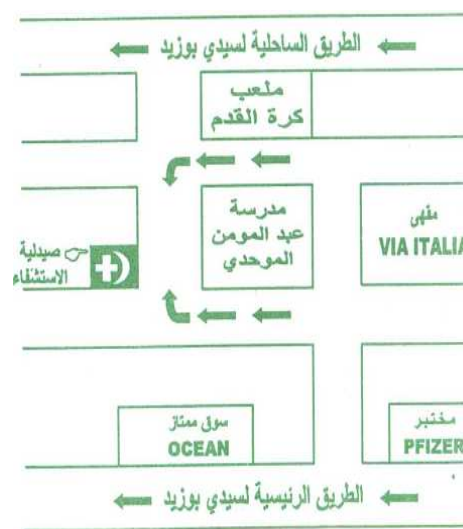 الطريق الساحلية لسيدي بوزيد
ملعب
كرة القدم
مدرسة
عبد المومن
الموحدي
مقهى
VIA ITALIA
صيدلية
الاستشفاء
سوق ممتاز
OCEAN
مختبر
PFIZER
الطريق الرئيسية لسيدي بوزيد